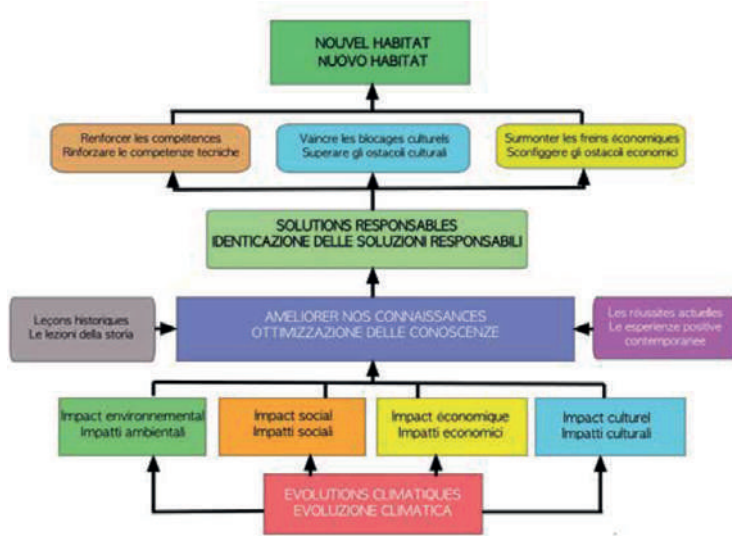 NOUVEL HABITAT
NUOVO HABITAT
Renforcer les compétences
Rinforzare le competenze tecniche
Vaincre les blocages culturels
Superare gli ostacoli culturali
Surmonter les freins économiques
Sconfiggere gli ostacoli economici
SOLUTIONS RESPONSABLES
IDENTICAZIONE DELLE SOLUZIONI RESPONSABILI
Leçons historiques
Le lezioni della storia
AMELIORER NOS CONNAISSANCES
OTTIMIZZAZIONE DELLE CONOSCENZE
Les réussites actuelles
Le esperienze positive
contemporanee
Impact environnemental
Impatti ambientali
Impact social
Impatti sociali
Impact économique
Impatti economici
Impact culturel
Impatti culturali
EVOLUTIONS CLIMATIQUES
EVOLUZIONE CLIMATICA